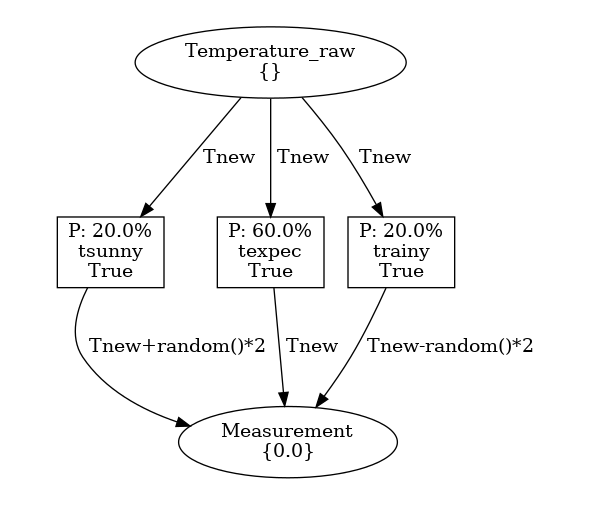 Temperature_raw
{}
Tnew
Tnew
Tnew
P: 20.0%
tsunny
True
P: 60.0%
texpec
True
P: 20.0%
trainy
True
Tnew+random()*2
Tnew
Tnew-random()*2
Measurement
{0.0}